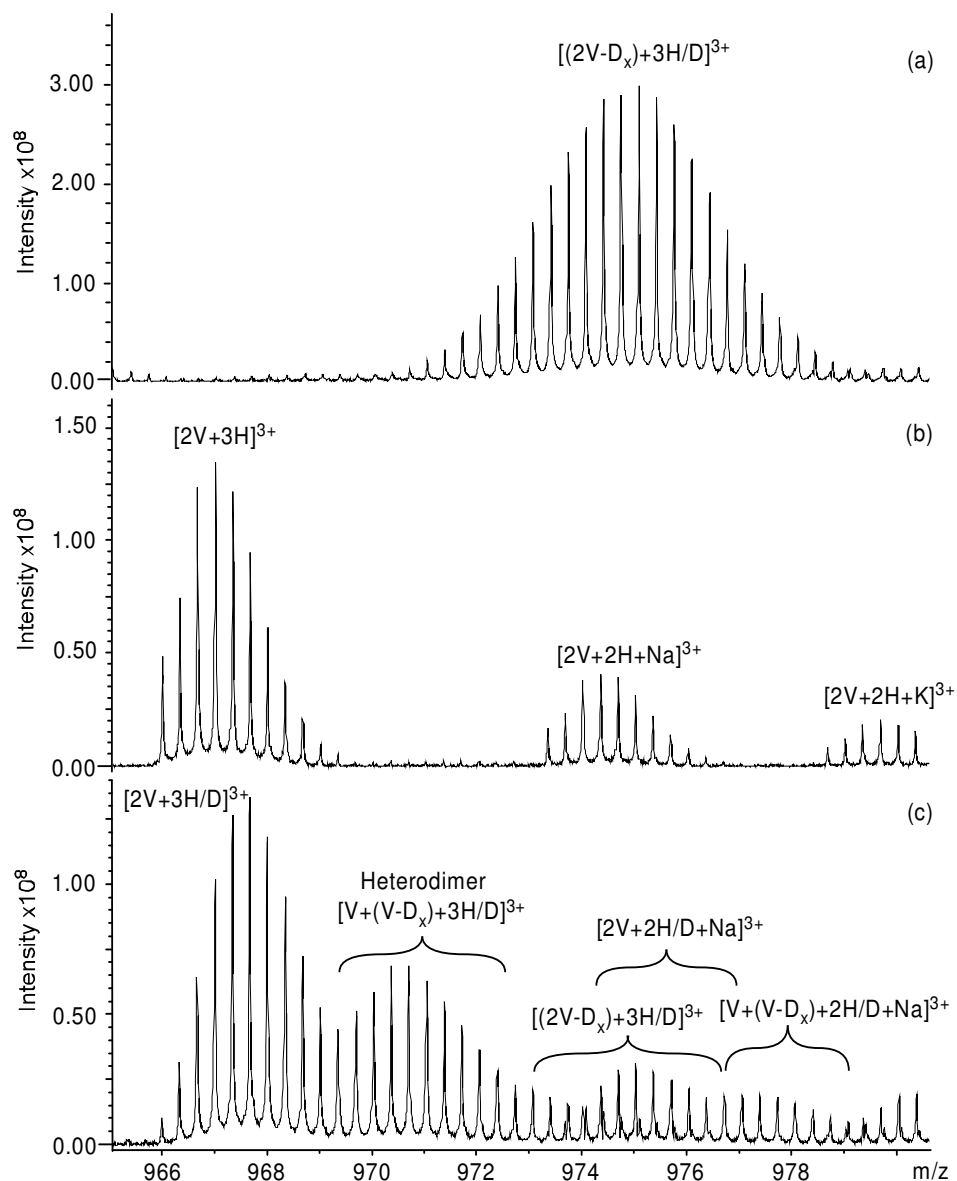 [(2V-Dₓ)+3H/D]³⁺
(a)
3.00
2.00
1.00
0.00
Intensity x10⁸
[2V+3H]³⁺
(b)
1.50
1.00
0.50
0.00
Intensity x10⁸
[2V+2H+Na]³⁺
[2V+2H+K]³⁺
[2V+3H/D]³⁺
(c)
1.00
0.50
0.00
Intensity x10⁸
Heterodimer
[V+(V-Dₓ)+3H/D]³⁺
[2V+2H/D+Na]³⁺
[(2V-Dₓ)+3H/D]³⁺
[V+(V-Dₓ)+2H/D+Na]³⁺
966 968 970 972 974 976 978 m/z